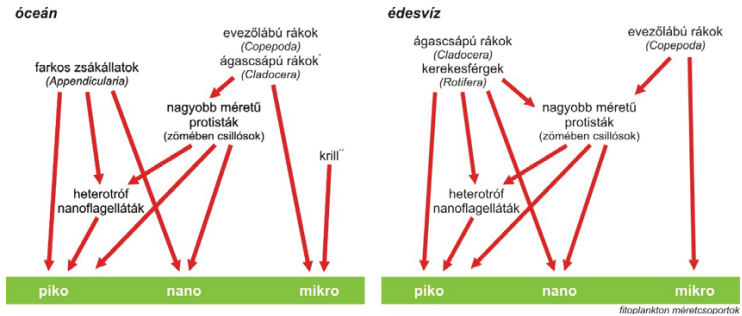 óceán
evezőlábú rákok
(Copepoda)
ágascsápú rákok*
(Cladocera)
farkos zsákállatok
(Appendicularia)
nagyobb méretű
protisták
(zömében csillósok)
krill**
heterotróf
nanoflagelláták
piko
nano
mikro
édesvíz
evezőlábú rákok
(Copepoda)
ágascsápú rákok
(Cladocera)
kerekesférgek
(Rotifera)
nagyobb méretű
protisták
(zömében csillósok)
heterotróf
nanoflagelláták
piko
nano
mikro
fitoplankton méretcsoportok